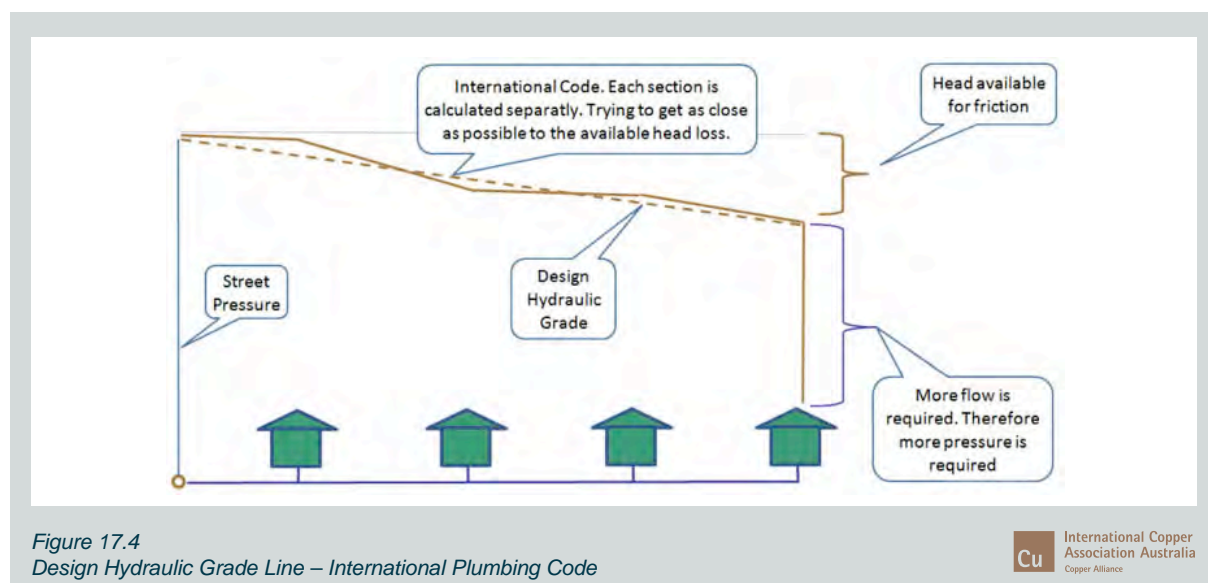 International Code. Each section is
calculated separatly. Trying to get as close
as possible to the available head loss.
Head available
for friction
Street
Pressure
Design
Hydraulic
Grade
More flow is
required. Therefore
more pressure is
required
Figure 17.4
Design Hydraulic Grade Line – International Plumbing Code
Cu
International Copper
Association Australia
Copper Alliance